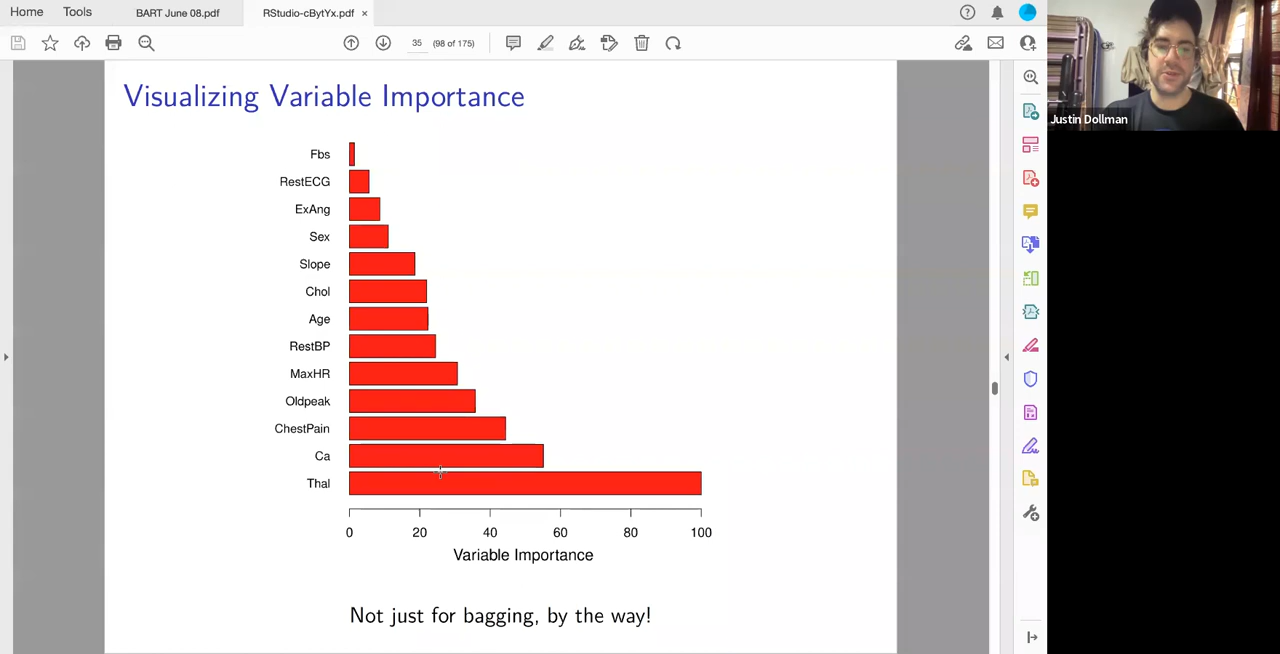 Home Tools BART June 08.pdf RStudio-cBytYx.pdf ×
35 (98 of 175)
Justin Dollman
Visualizing Variable Importance
Fbs
RestECG
ExAng
Sex
Slope
Chol
Age
RestBP
MaxHR
Oldpeak
ChestPain
Ca
Thal
0 20 40 60 80 100
Variable Importance
Not just for bagging, by the way!